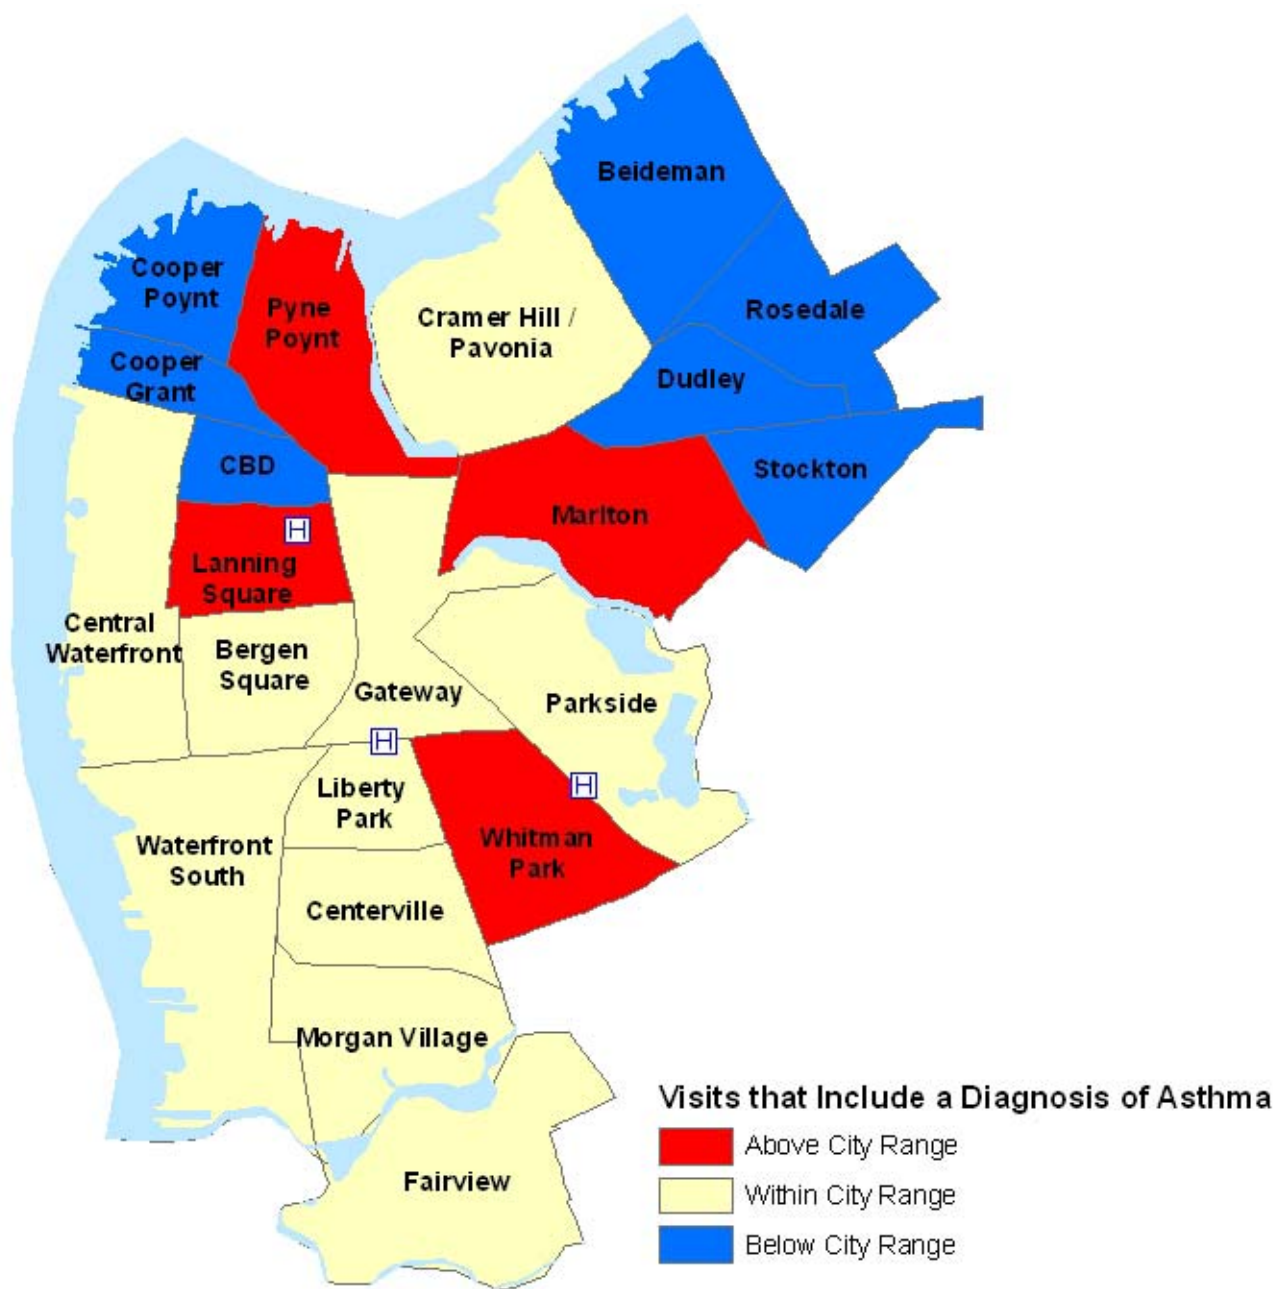 Beideman
Cooper
Poynt
Pyne
Poynt
Cramer Hill /
Pavonia
Rosedale
Cooper
Grant
Dudley
CBD
Stockton
Marlton
H
Lanning
Square
Central
Waterfront
Bergen
Square
Gateway
Parkside
H
Liberty
Park
H
Waterfront
South
Whitman
Park
Centerville
Morgan Village
Fairview
Visits that Include a Diagnosis of Asthma
Above City Range
Within City Range
Below City Range